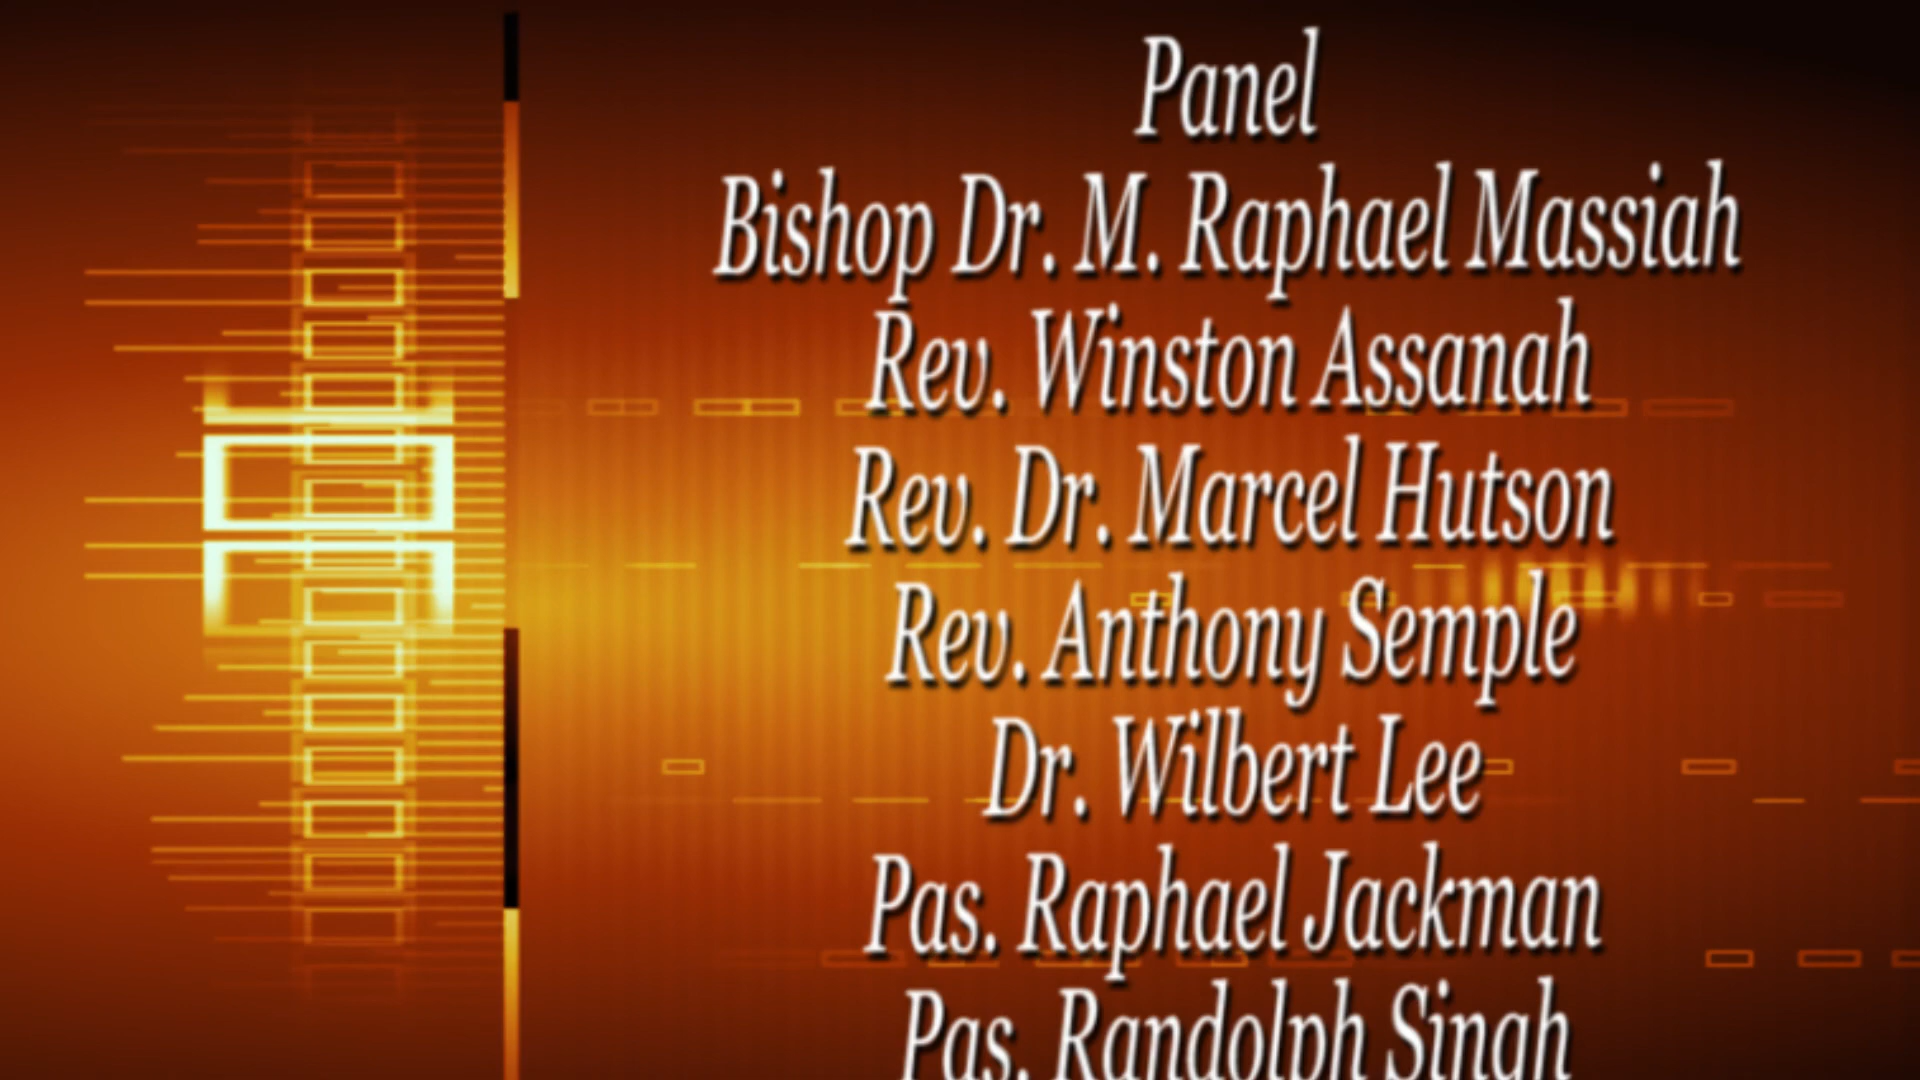 Panel
Bishop Dr. M. Raphael Massiah
Rev. Winston Assanah
Rev. Dr. Marcel Hutson
Rev. Anthony Semple
Dr. Wilbert Lee
Pas. Raphael Jackman
Pas. Randolph Singh